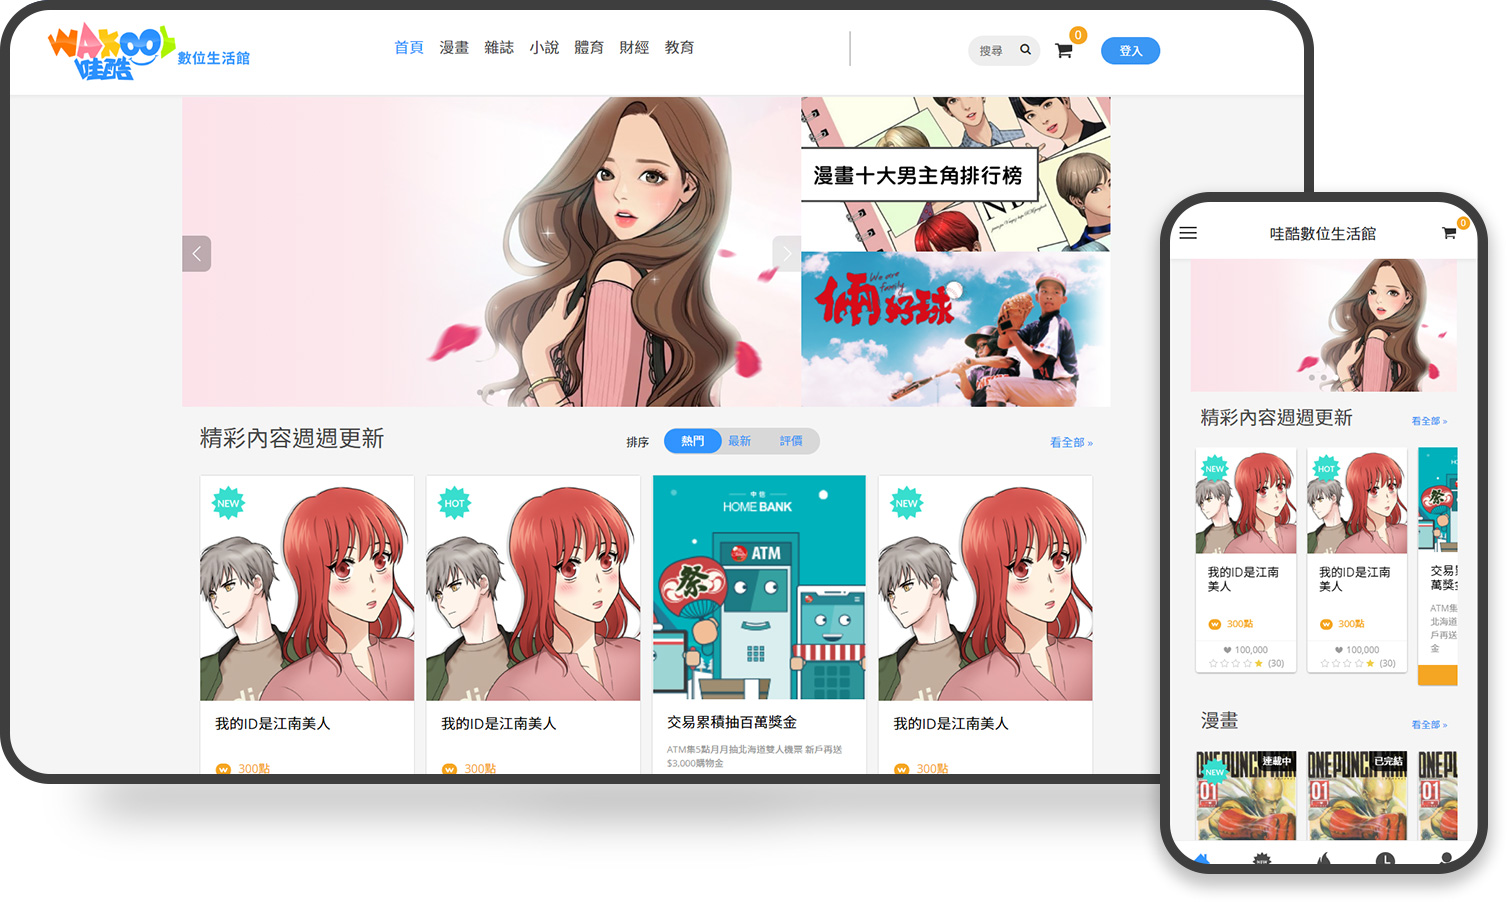 WAKOOL
哇酷
數位生活館
首頁 漫畫 雜誌 小說 體育 財經 教育
搜尋
0
登入
漫畫十大男主角排行榜
We are
family
倆好球
精彩內容週週更新
排序 熱門 最新 評價
看全部 »
NEW
HOT
中信
HOME BANK
ATM
祭
NEW
我的ID是江南美人
我的ID是江南美人
交易累積抽百萬獎金
我的ID是江南美人
ATM集5點月月抽北海道雙人機票 新戶再送
$3,000購物金
300點
300點
300點
哇酷數位生活館
0
精彩內容週週更新
看全部 »
NEW
HOT
祭
我的ID是江南
美人
我的ID是江南
美人
交易
萬獎金
ATM集
北海道
戶再送
金
300點
300點
100,000
100,000
(30)
(30)
漫畫
看全部 »
ONE PUNCH MAN
連載中
NEW
01
ONE PUNCH MAN
已完結
01
ONE PU
01